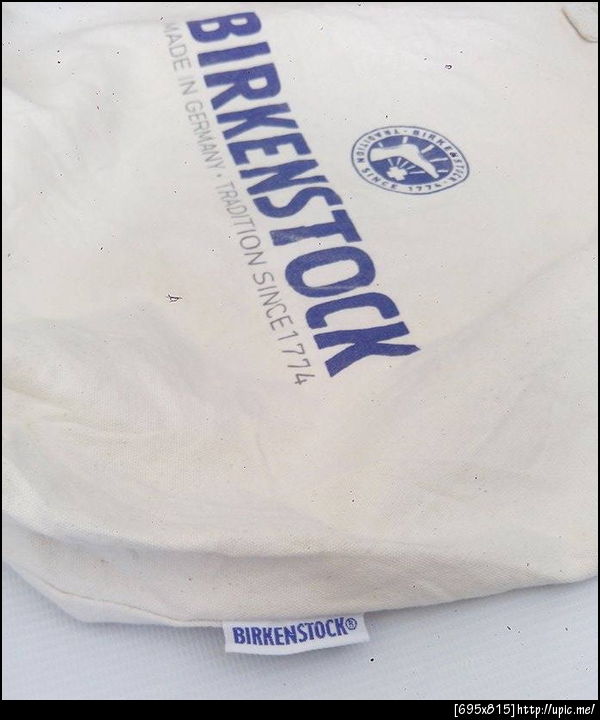 BIRKENSTOCK
MADE IN GERMANY • TRADITION SINCE 1774
TRADITION • BIRKENSTOCK •
SINCE 1774
BIRKENSTOCK®
[695x815]http://upic.me/